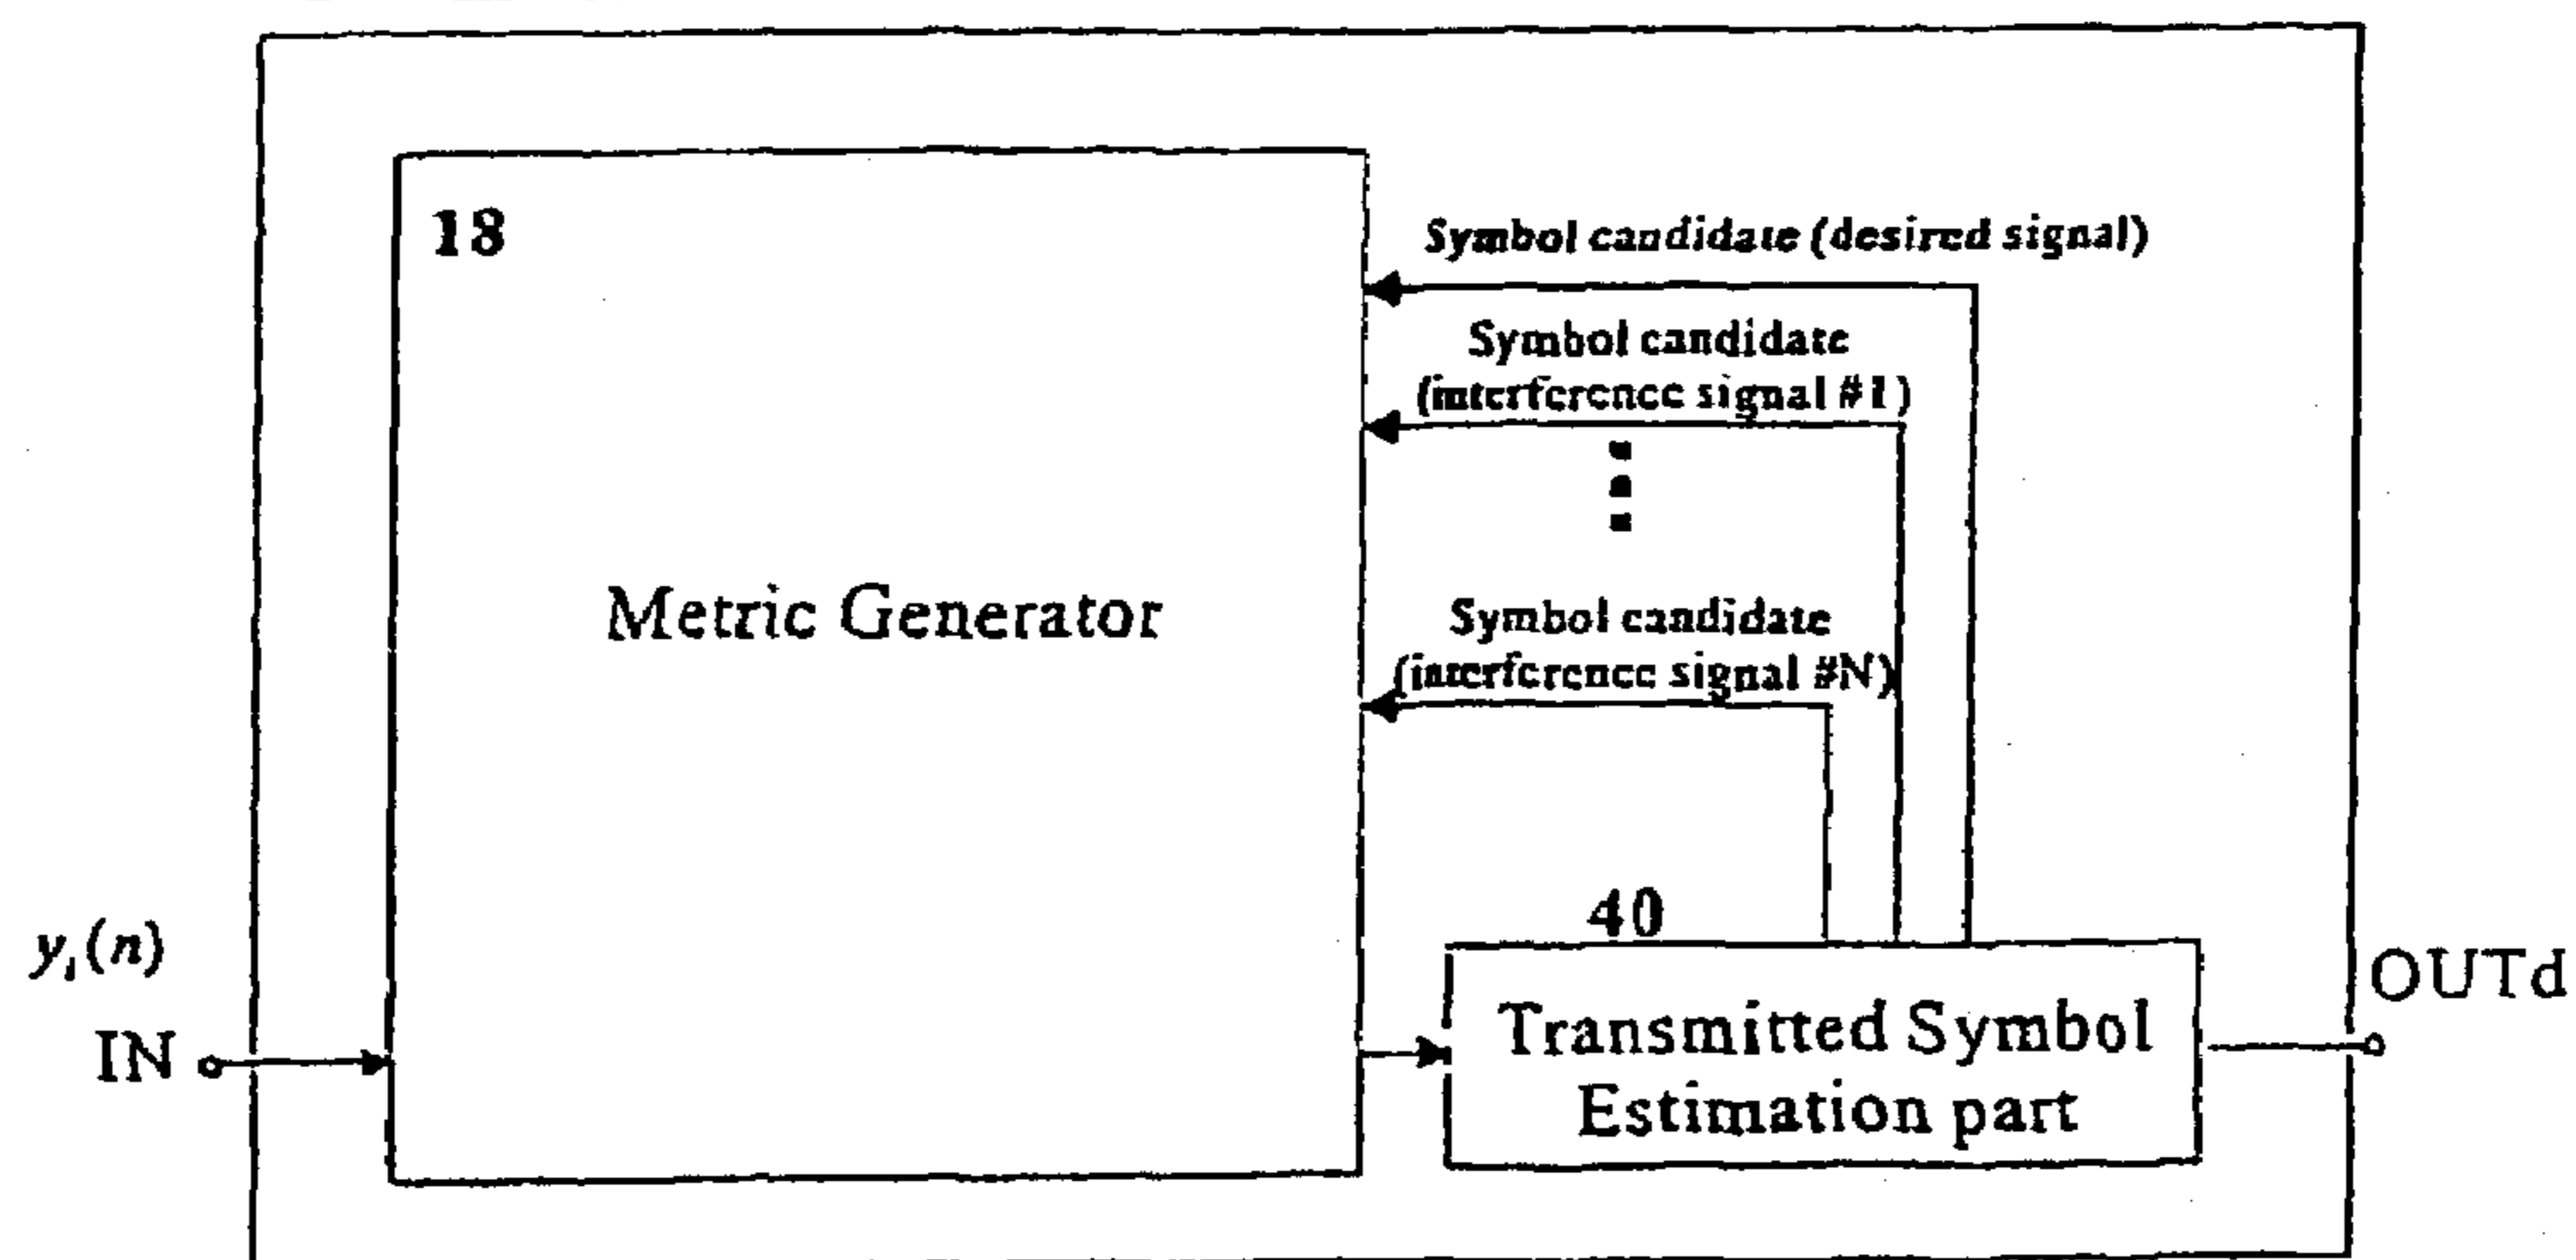 18
Symbol candidate (desired signal)
Symbol candidate
(interference signal #1)
Metric Generator
Symbol candidate
(interference signal #N)
40
y_i(n)
IN
Transmitted Symbol
Estimation part
OUTd